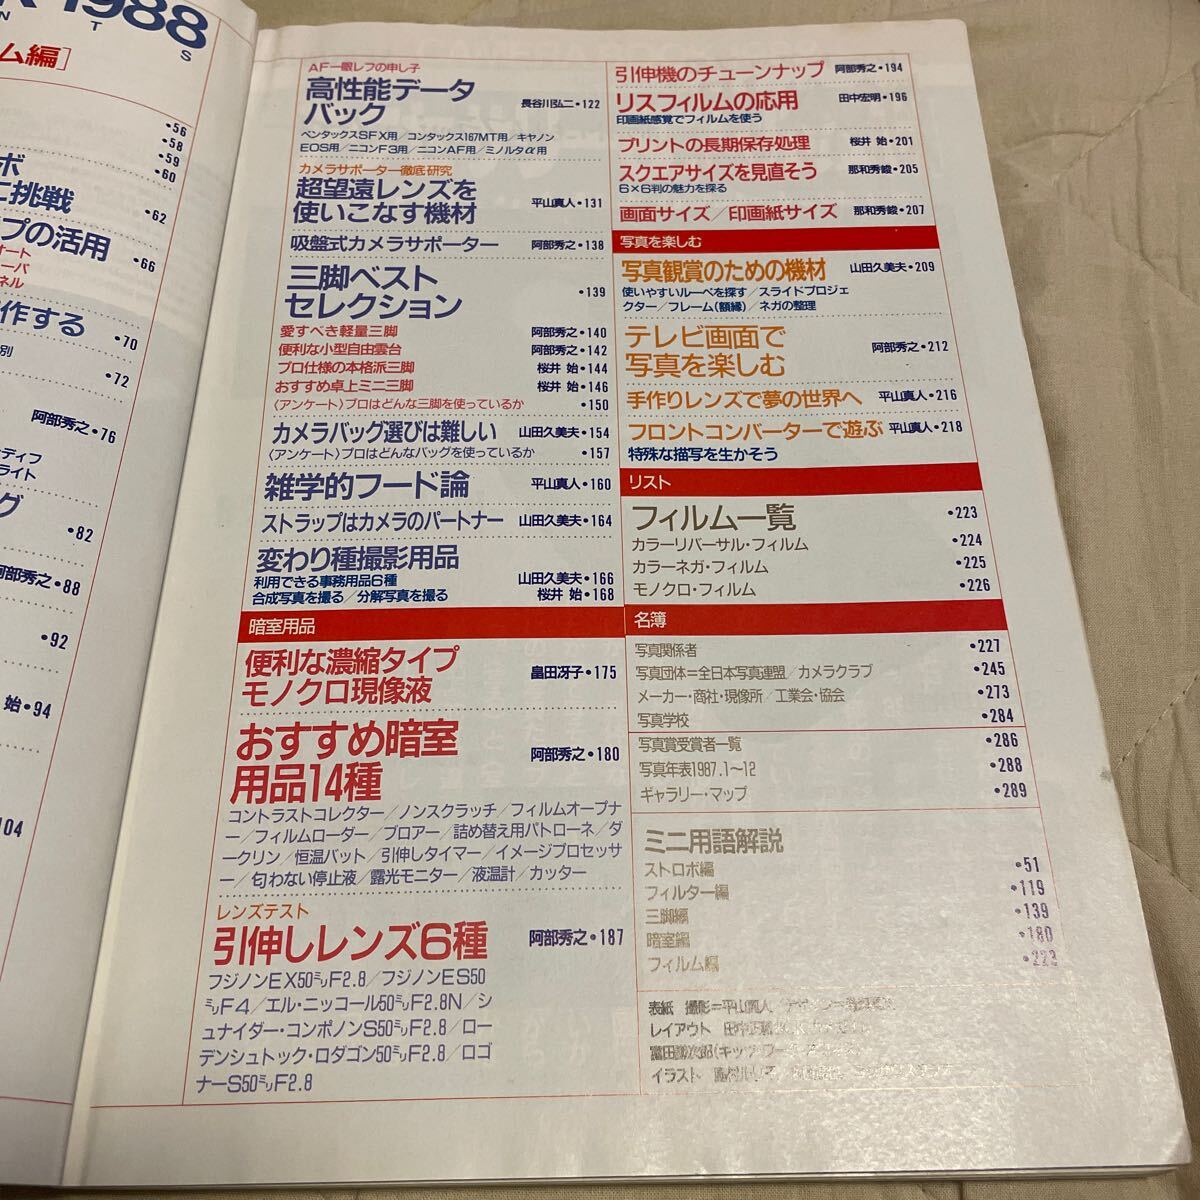 1988
N T S
ム編]
•56
•58
•59
•60
ボ
に挑戦
•62
プの活用
•66
オート
ーパ
ネル
作する
•70
別
•72
阿部秀之•76
ディフ
ライト
グ
•82
阿部秀之•88
•92
始•94
104
AF一眼レフの申し子
高性能データ
バック
長谷川弘二•122
ペンタックスSFX用／コンタックス167MT用／キヤノン
EOS用／ニコンF3用／ニコンAF用／ミノルタα用
カメラサポーター徹底研究
超望遠レンズを
使いこなす機材
平山真人•131
吸盤式カメラサポーター
阿部秀之•138
三脚ベスト
セレクション
•139
愛すべき軽量三脚
阿部秀之•140
便利な小型自由雲台
阿部秀之•142
プロ仕様の本格派三脚
桜井 始•144
おすすめ卓上ミニ三脚
桜井 始•146
〈アンケート〉プロはどんな三脚を使っているか
•150
カメラバッグ選びは難しい
山田久美夫•154
〈アンケート〉プロはどんなバッグを使っているか
•157
雑学的フード論
平山真人•160
ストラップはカメラのパートナー
山田久美夫•164
変わり種撮影用品
利用できる事務用品6種
山田久美夫•166
合成写真を撮る／分解写真を撮る
桜井 始•168
暗室用品
便利な濃縮タイプ
モノクロ現像液
畠田冴子•175
おすすめ暗室
用品14種
阿部秀之•180
コントラストコレクター／ノンスクラッチ／フィルムオープナ
ー／フィルムローダー／ブロアー／詰め替え用パトローネ／ダ
ークリン／恒温バット／引伸しタイマー／イメージプロセッサ
ー／匂わない停止液／露光モニター／液温計／カッター
レンズテスト
引伸しレンズ6種
阿部秀之•187
フジノンEX50㍉F2.8／フジノンES50
㍉F4／エル・ニッコール50㍉F2.8N／シ
ュナイダー・コンポノンS50㍉F2.8／ロー
デンシュトック・ロダゴン50㍉F2.8／ロゴ
ナーS50㍉F2.8
引伸機のチューンナップ
阿部秀之•194
リスフィルムの応用
田中宏明•196
印画紙感覚でフィルムを使う
プリントの長期保存処理
桜井 始•201
スクエアサイズを見直そう
那和秀峻•205
6×6判の魅力を探る
画面サイズ／印画紙サイズ
那和秀峻•207
写真を楽しむ
写真観賞のための機材
山田久美夫•209
使いやすいルーペを探す／スライドプロジェ
クター／フレーム(額縁)／ネガの整理
テレビ画面で
写真を楽しむ
阿部秀之•212
手作りレンズで夢の世界へ
平山真人•216
フロントコンバーターで遊ぶ
平山真人•218
特殊な描写を生かそう
リスト
フィルム一覧
•223
カラーリバーサル・フィルム
•224
カラーネガ・フィルム
•225
モノクロ・フィルム
•226
名簿
写真関係者
•227
写真団体＝全日本写真連盟／カメラクラブ
•245
メーカー・商社・現像所／工業会・協会
•273
写真学校
•284
写真賞受賞者一覧
•286
写真年表1987.1〜12
•288
ギャラリー・マップ
•289
ミニ用語解説
ストロボ編
•51
フィルター編
•119
三脚編
•139
暗室編
•180
フィルム編
•222
表紙 撮影＝平山真人
レイアウト 田中
富田
イラスト